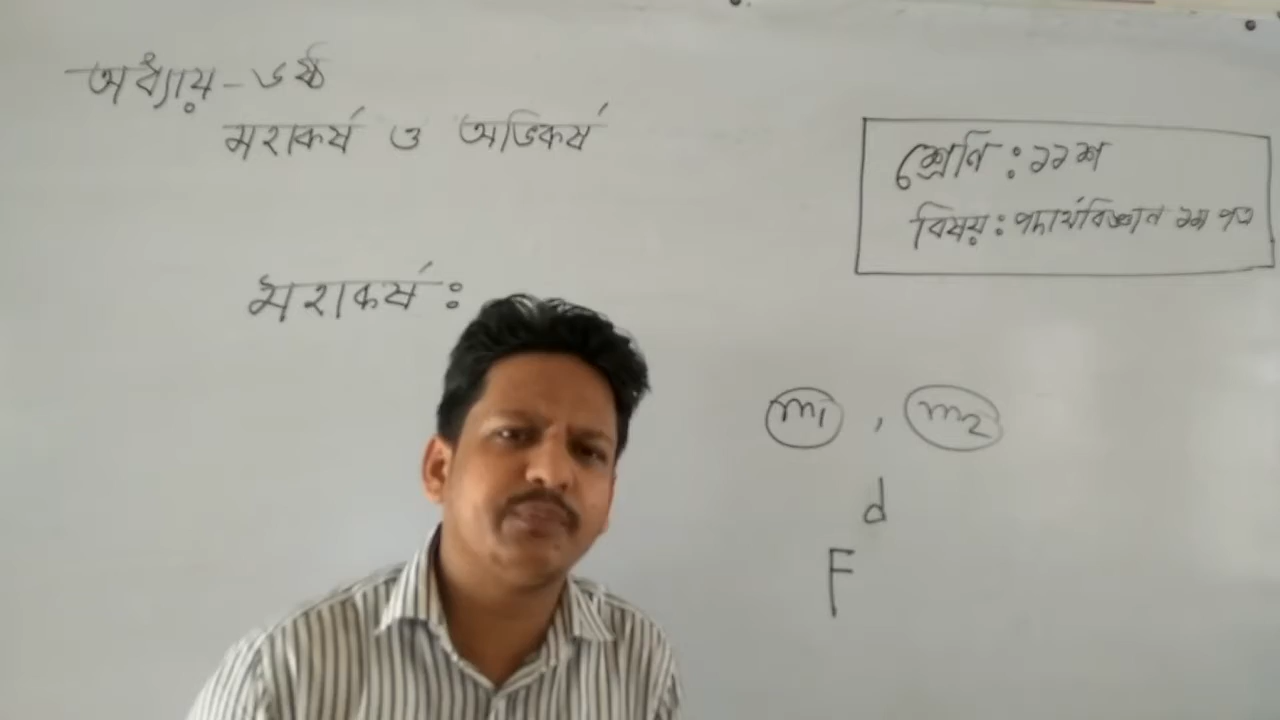 অধ্যায় - ৬ষ্ঠ
মহাকর্ষ ও অভিকর্ষ
শ্রেণি : ১১শ
বিষয় : পদার্থবিজ্ঞান ১ম পত্র
মহাকর্ষ :
m1 , m2
d
F